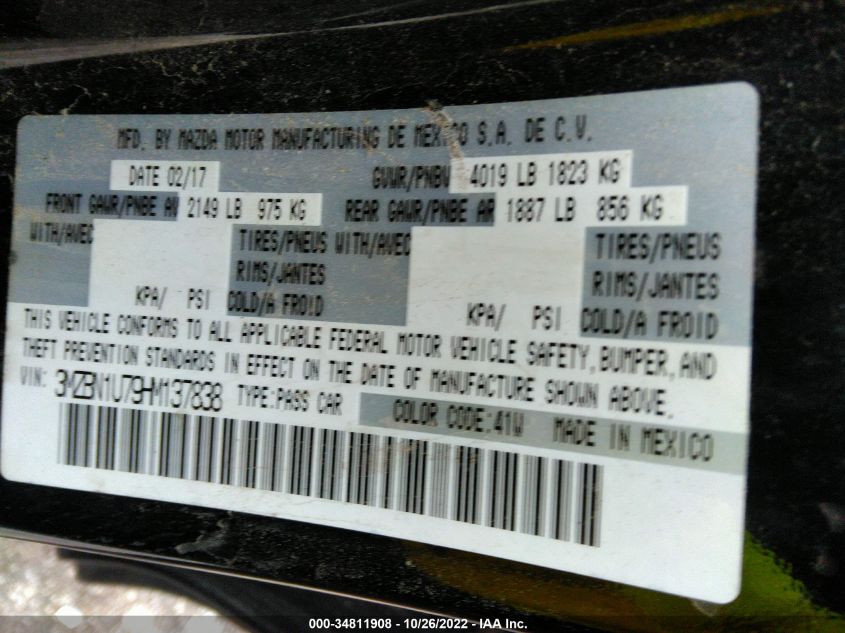 MFD. BY MAZDA MOTOR MANUFACTURING DE MEXICO S.A. DE C.V.
DATE 02/17 GVWR/PNBV 4019 LB 1823 KG
FRONT GAWR/PNBE AV 2149 LB 975 KG REAR GAWR/PNBE AR 1887 LB 856 KG
WITH/AVEC TIRES/PNEUS WITH/AVEC TIRES/PNEUS
RIMS/JANTES RIMS/JANTES
KPA/ PSI COLD/A FROID KPA/ PSI COLD/A FROID
THIS VEHICLE CONFORMS TO ALL APPLICABLE FEDERAL MOTOR VEHICLE SAFETY, BUMPER, AND
THEFT PREVENTION STANDARDS IN EFFECT ON THE DATE OF MANUFACTURE SHOWN ABOVE.
VIN: 3MZBN1U79HM137838 TYPE:PASS CAR COLOR CODE:41W MADE IN MEXICO
000-34811908 - 10/26/2022 - IAA Inc.